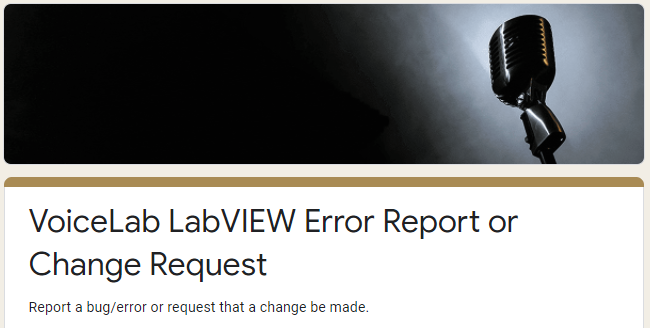 VoiceLab LabVIEW Error Report or
Change Request
Report a bug/error or request that a change be made.